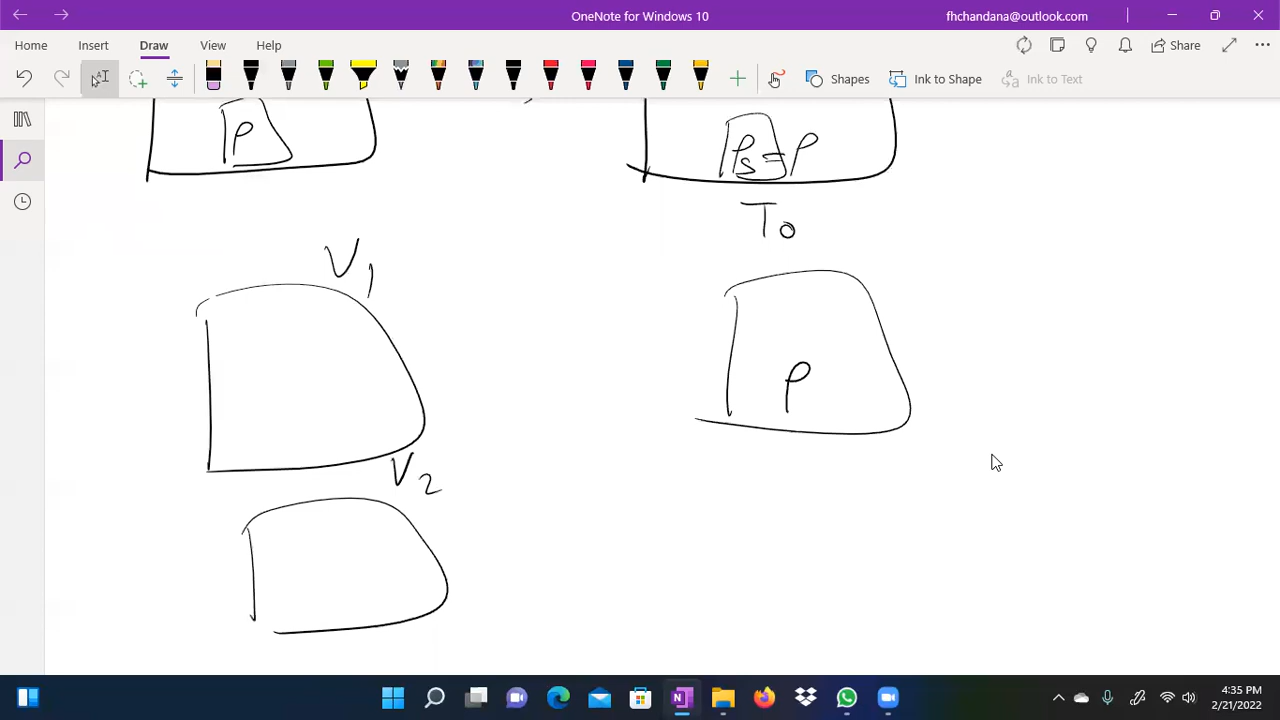 OneNote for Windows 10
fhchandana@outlook.com
Home Insert Draw View Help
Share
Shapes
Ink to Shape
Ink to Text
P
Ps = P
To
V1
P
V2
4:35 PM
2/21/2022